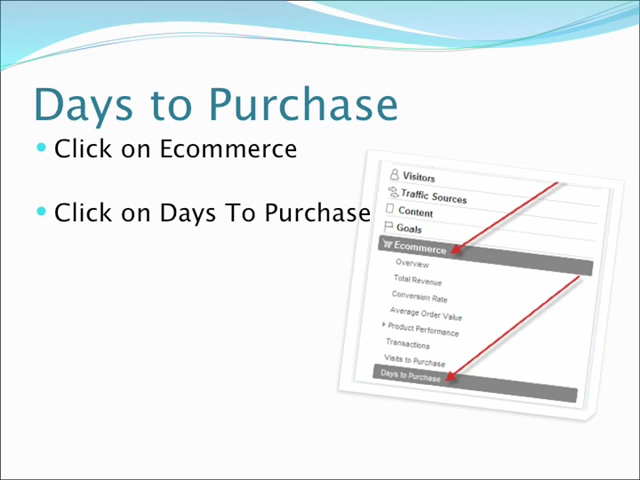 Days to Purchase
Click on Ecommerce
Click on Days To Purchase
Visitors
Traffic Sources
Content
Goals
Ecommerce
Overview
Total Revenue
Conversion Rate
Average Order Value
Product Performance
Transactions
Visits to Purchase
Days to Purchase